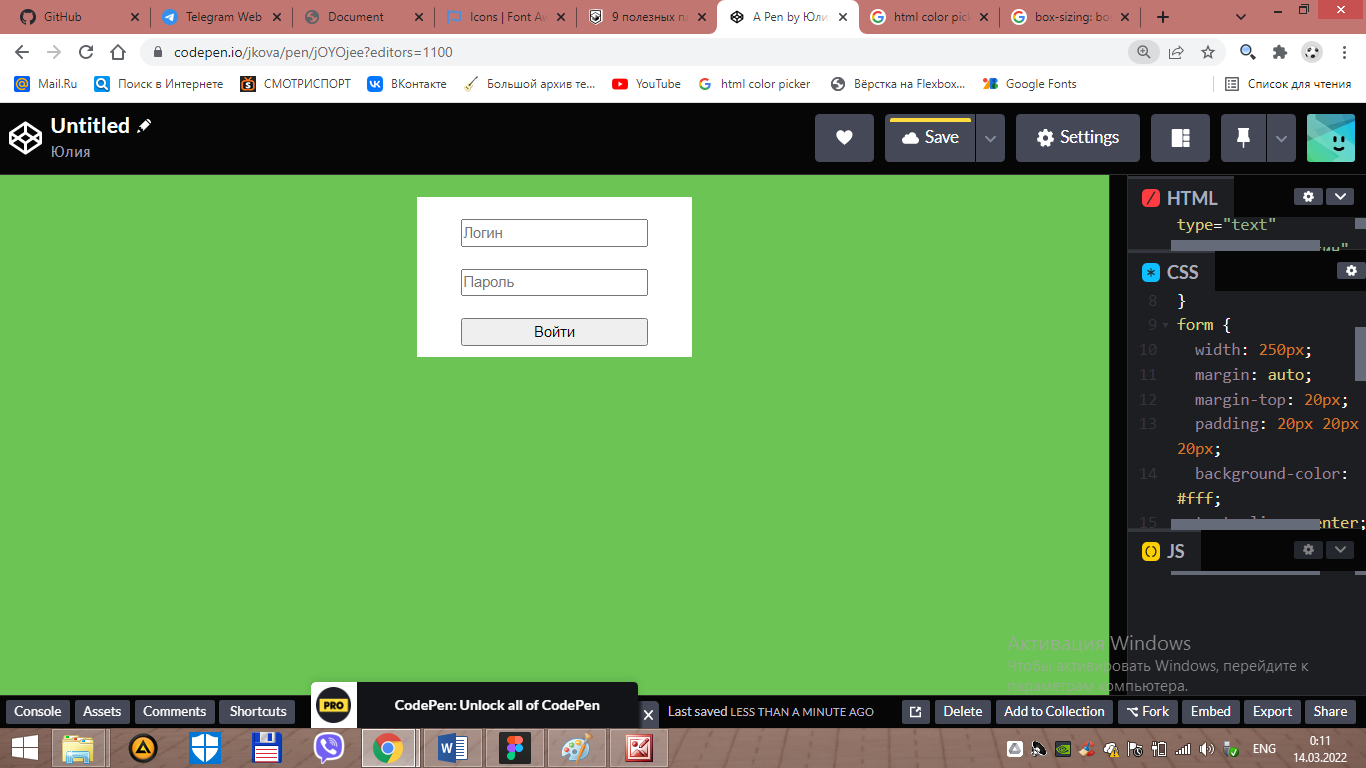 GitHub
Telegram Web
Document
Icons | Font Aw
9 полезных пл
A Pen by Юли
html color pick
box-sizing: bo
codepen.io/jkova/pen/jOYOjee?editors=1100
Mail.Ru
Поиск в Интернете
СМОТРИСПОРТ
ВКонтакте
Большой архив те...
YouTube
html color picker
Вёрстка на Flexbox...
Google Fonts
Список для чтения
Untitled
Юлия
Save
Settings
Логин
Пароль
Войти
HTML
type="text"
CSS
8 }
9 form {
10 width: 250px;
11 margin: auto;
12 margin-top: 20px;
13 padding: 20px 20px
20px;
14 background-color:
#fff;
15
JS
Активация Windows
Чтобы активировать Windows, перейдите к
параметрам компьютера.
PRO
CodePen: Unlock all of CodePen
Console
Assets
Comments
Shortcuts
Last saved LESS THAN A MINUTE AGO
Delete
Add to Collection
Fork
Embed
Export
Share
ENG
0:11
14.03.2022